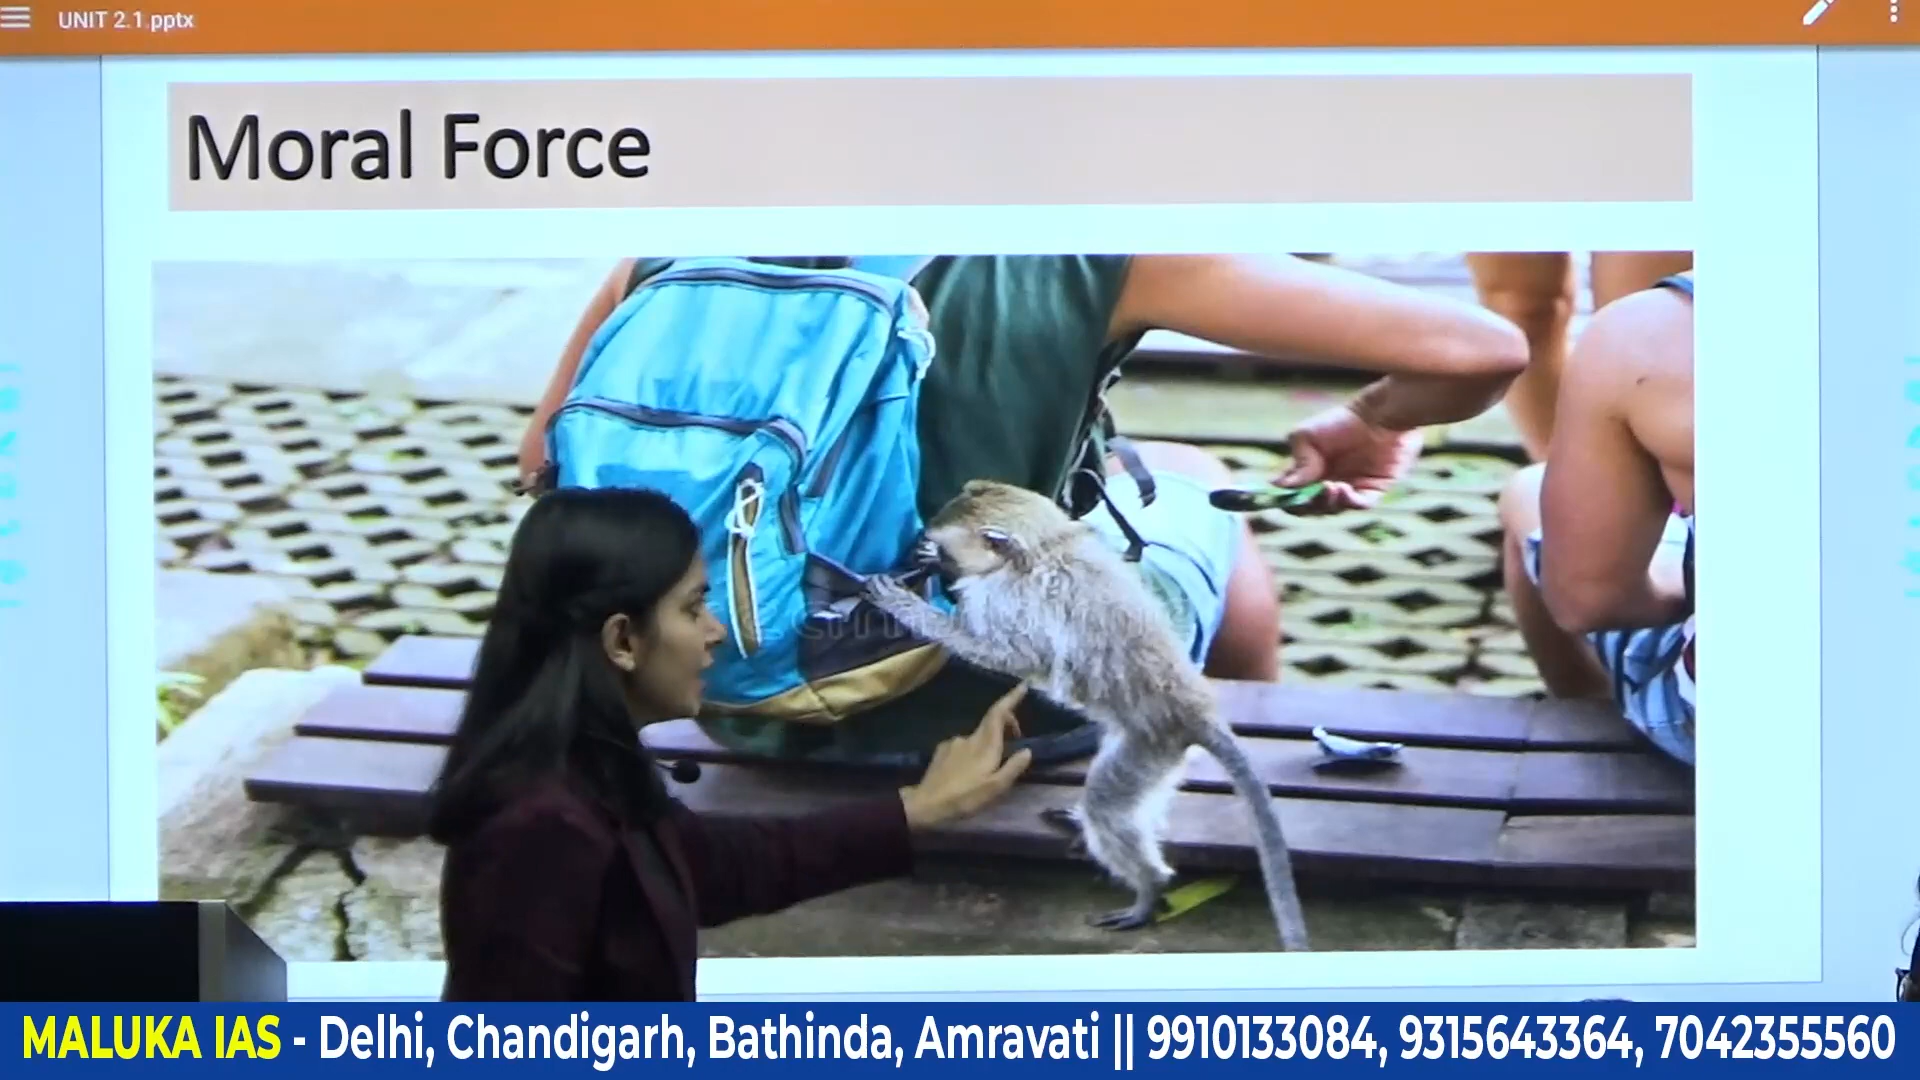 UNIT 2.1.pptx
Moral Force
MALUKA IAS - Delhi, Chandigarh, Bathinda, Amravati || 9910133084, 9315643364, 7042355560